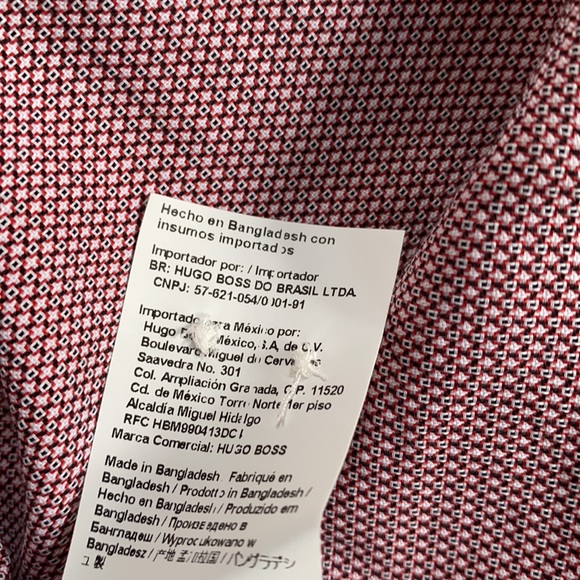 Hecho en Bangladesh con
insumos importados
Importador por: / Importador
BR: HUGO BOSS DO BRASIL LTDA.
CNPJ: 57-621-054/0001-91
Importado para México por:
Hugo Boss México, S.A, de C.V.
Boulevard Miguel de Cervantes
Saavedra No. 301
Col. Ampliación Granada, C.P. 11520
Cd. de México Torre Norte 1er piso
Alcaldía Miguel Hidalgo
RFC HBM990413DC
Marca Comercial: HUGO BOSS
Made in Bangladesh Fabriqué en
Bangladesh / Prodotto in Bangladesh /
Hecho en Bangladesh / Produzido em
Bangladesh / Произведено в
Бангладеш / Wyprodukowano w
Bangladesz / 产地 孟加拉国 / バングラデシ
ュ製